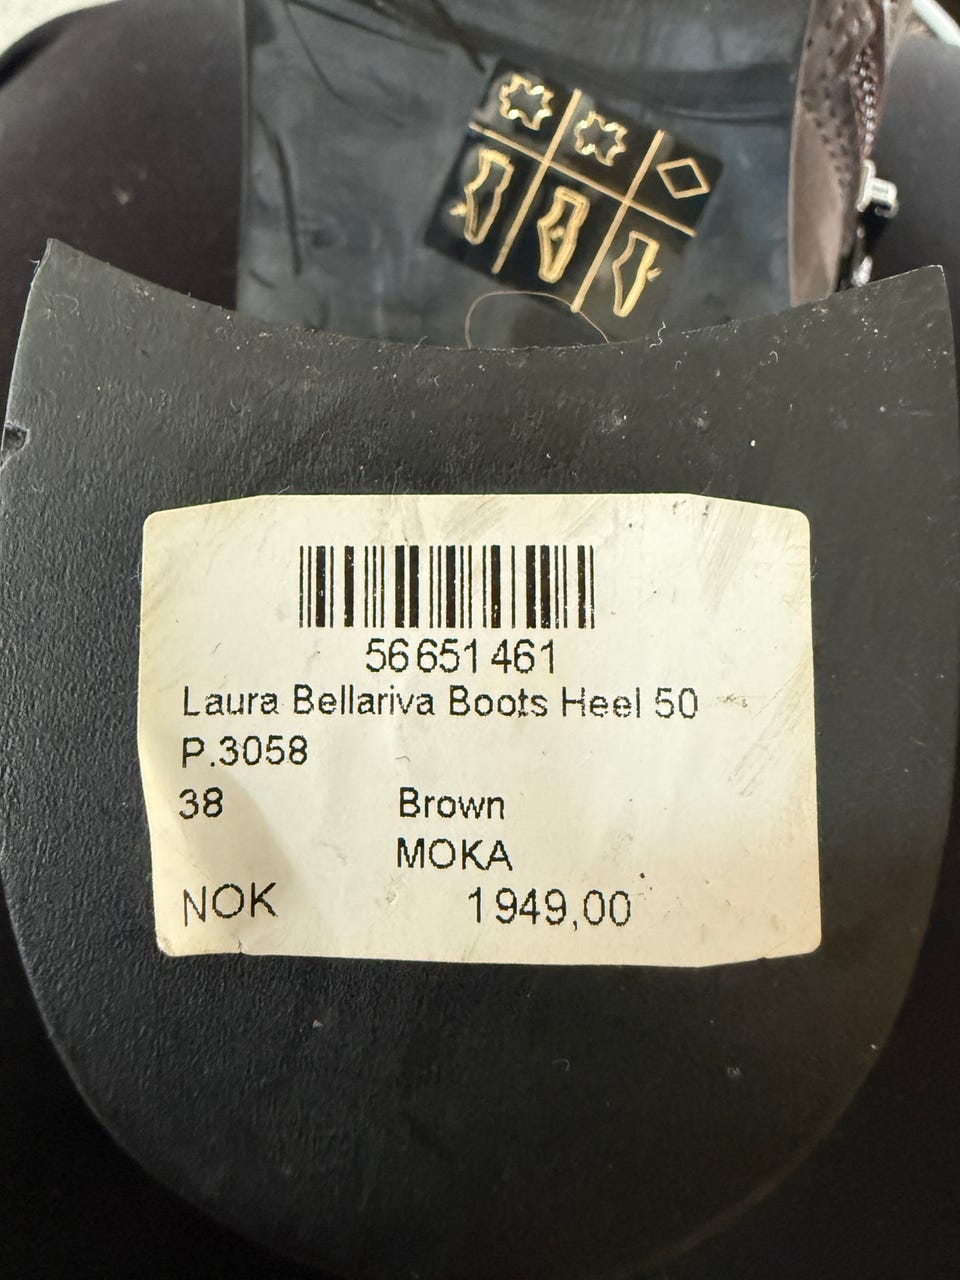 56651461
Laura Bellariva Boots Heel 50
P.3058
38 Brown
MOKA
NOK 1949,00